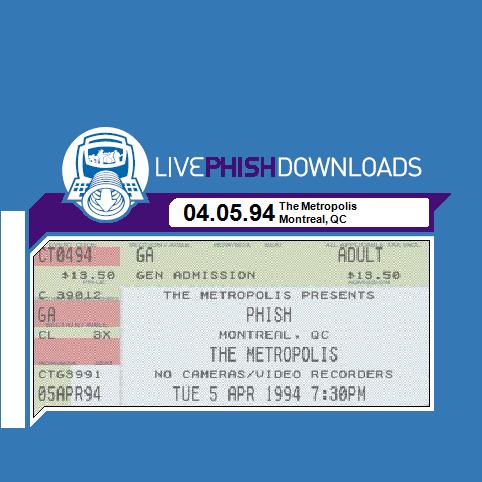 LIVEPHISHDOWNLOADS
04.05.94 The Metropolis
Montreal, QC
CT0494 GA ADULT
$13.50 GEN ADMISSION $13.50
C 39012 THE METROPOLIS PRESENTS
GA PHISH
CL 8X MONTREAL, QC
THE METROPOLIS
CTG8991 NO CAMERAS/VIDEO RECORDERS
05APR94 TUE 5 APR 1994 7:30PM